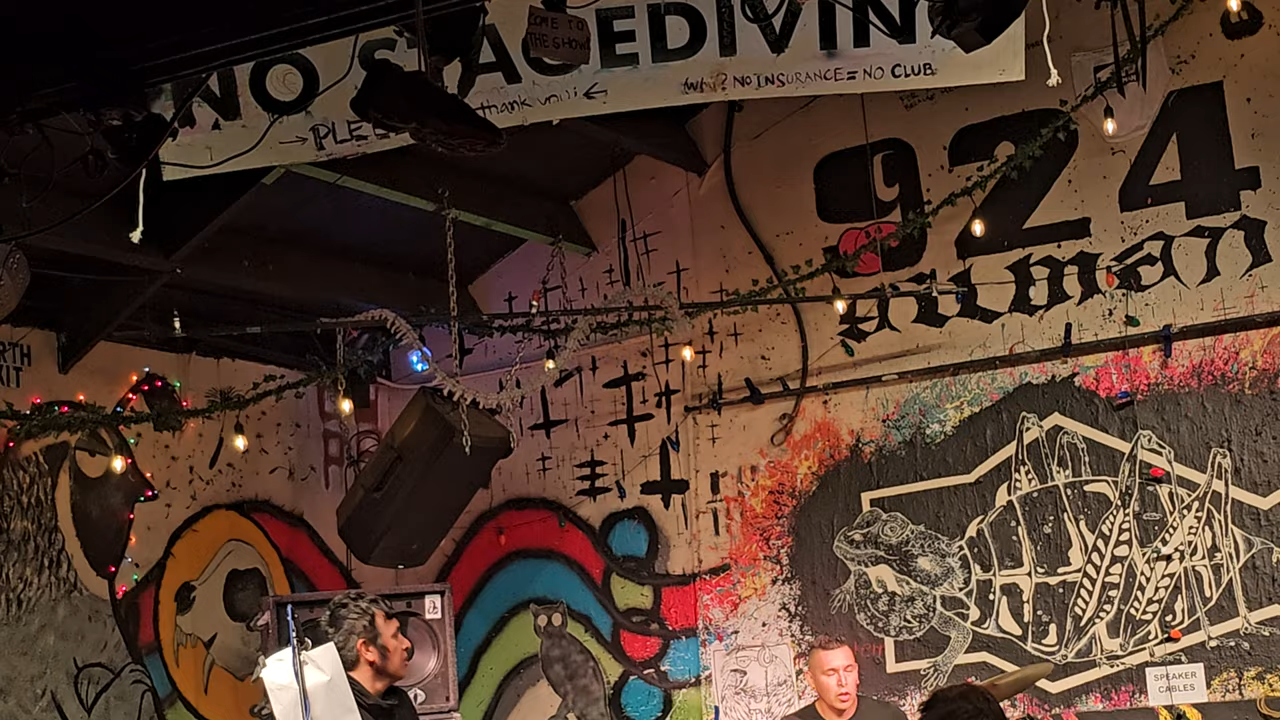 COME TO
THE SHOW
NO STAGEDIVING
thank you!
Why? NO INSURANCE = NO CLUB
924
gilman
RTH
XIT
SPEAKER
CABLES